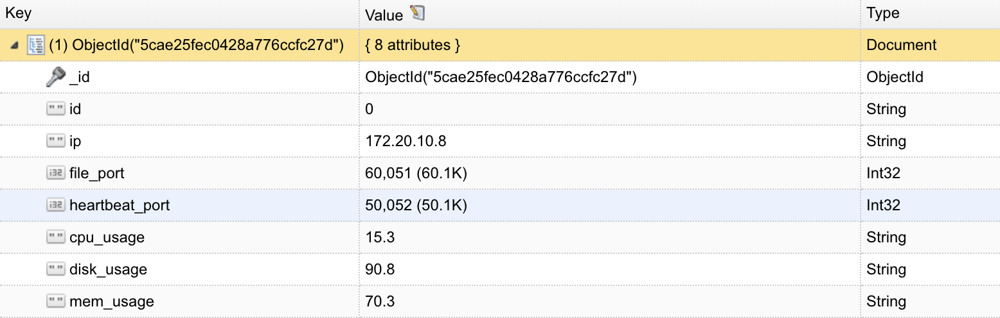 Key Value Type
(1) ObjectId("5cae25fec0428a776ccfc27d") { 8 attributes } Document
_id ObjectId("5cae25fec0428a776ccfc27d") ObjectId
"" id 0 String
"" ip 172.20.10.8 String
i32 file_port 60,051 (60.1K) Int32
i32 heartbeat_port 50,052 (50.1K) Int32
"" cpu_usage 15.3 String
"" disk_usage 90.8 String
"" mem_usage 70.3 String